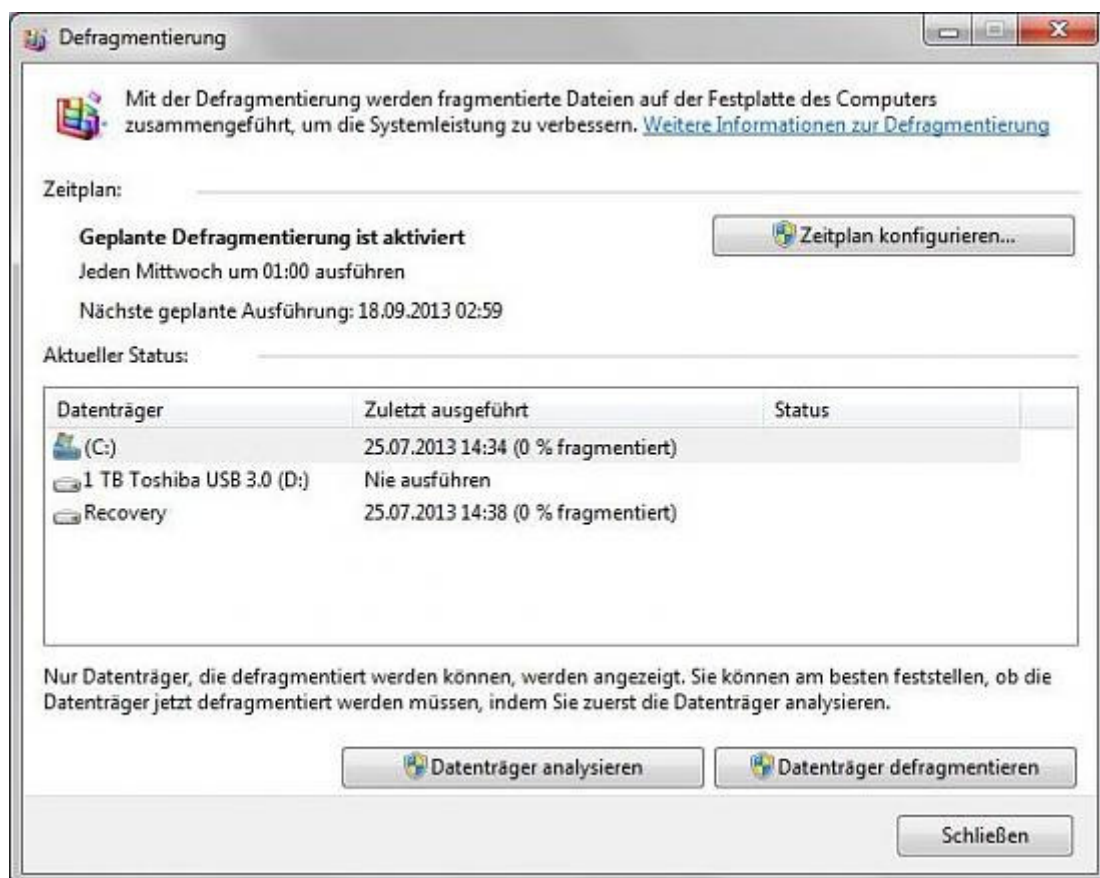 Defragmentierung
Mit der Defragmentierung werden fragmentierte Dateien auf der Festplatte des Computers
zusammengeführt, um die Systemleistung zu verbessern. Weitere Informationen zur Defragmentierung
Zeitplan:
Geplante Defragmentierung ist aktiviert
Zeitplan konfigurieren...
Jeden Mittwoch um 01:00 ausführen
Nächste geplante Ausführung: 18.09.2013 02:59
Aktueller Status:
Datenträger Zuletzt ausgeführt Status
(C:) 25.07.2013 14:34 (0 % fragmentiert)
1 TB Toshiba USB 3.0 (D:) Nie ausführen
Recovery 25.07.2013 14:38 (0 % fragmentiert)
Nur Datenträger, die defragmentiert werden können, werden angezeigt. Sie können am besten feststellen, ob die
Datenträger jetzt defragmentiert werden müssen, indem Sie zuerst die Datenträger analysieren.
Datenträger analysieren Datenträger defragmentieren
Schließen